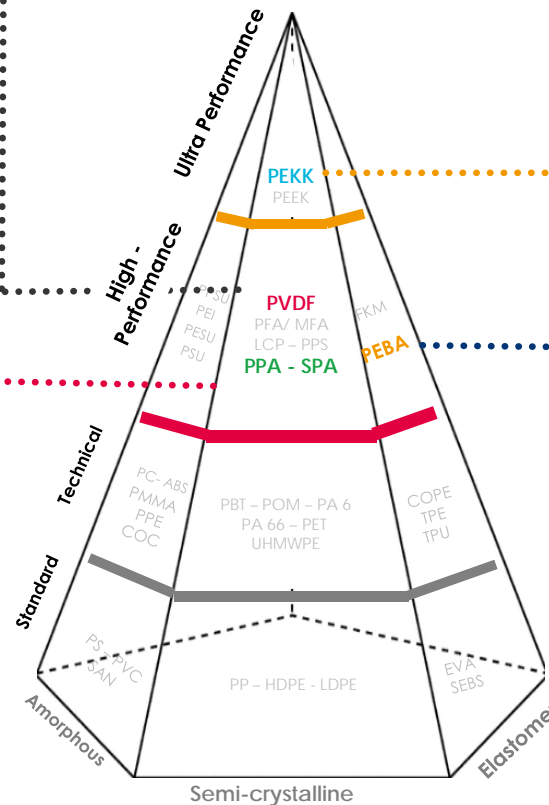 Ultra Performance
PEKK
PEEK
High -
Performance
PPSU
PEI
PESU
PSU
PVDF
PFA/ MFA
LCP – PPS
PPA - SPA
FKM
PEBA
Technical
PC- ABS
PMMA
PPE
COC
PBT – POM – PA 6
PA 66 – PET
UHMWPE
COPE
TPE
TPU
Standard
PS – PVC
SAN
PP – HDPE - LDPE
EVA
SEBS
Amorphous
Semi-crystalline
Elastomer